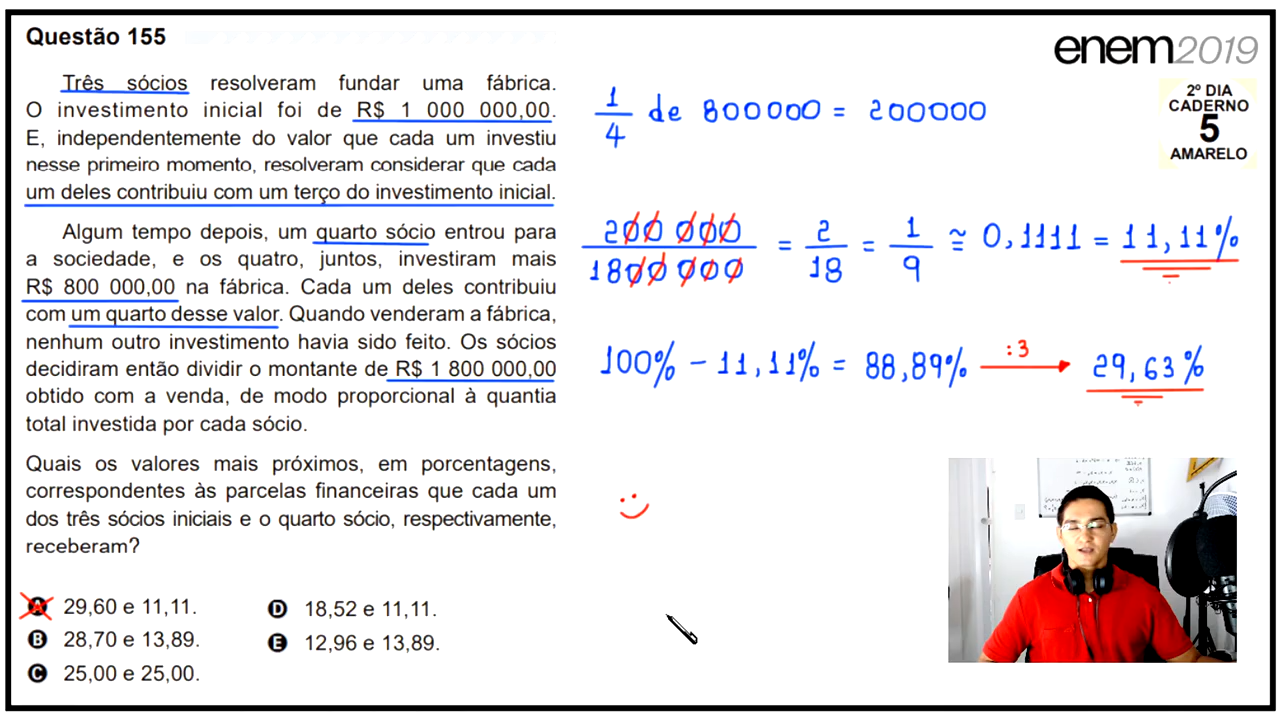 Questão 155
Três sócios resolveram fundar uma fábrica.
O investimento inicial foi de R$ 1 000 000,00.
E, independentemente do valor que cada um investiu
nesse primeiro momento, resolveram considerar que cada
um deles contribuiu com um terço do investimento inicial.
Algum tempo depois, um quarto sócio entrou para
a sociedade, e os quatro, juntos, investiram mais
R$ 800 000,00 na fábrica. Cada um deles contribuiu
com um quarto desse valor. Quando venderam a fábrica,
nenhum outro investimento havia sido feito. Os sócios
decidiram então dividir o montante de R$ 1 800 000,00
obtido com a venda, de modo proporcional à quantia
total investida por cada sócio.
Quais os valores mais próximos, em porcentagens,
correspondentes às parcelas financeiras que cada um
dos três sócios iniciais e o quarto sócio, respectivamente,
receberam?
A 29,60 e 11,11.
B 28,70 e 13,89.
C 25,00 e 25,00.
D 18,52 e 11,11.
E 12,96 e 13,89.
enem2019
2º DIA
CADERNO
5
AMARELO
1/4 de 800000 = 200000
200 000/1800 000 = 2/18 = 1/9 ≅ 0,1111 = 11,11%
100% - 11,11% = 88,89% :3 → 29,63%